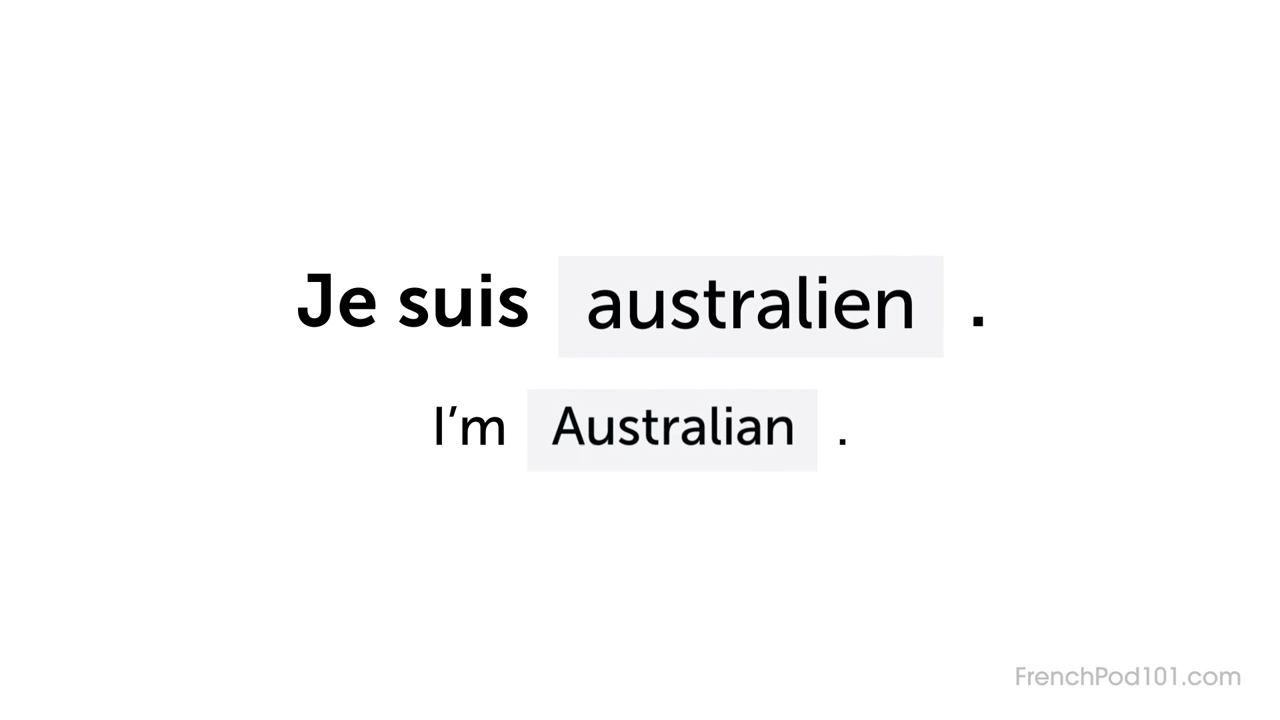 Je suis australien .
I’m Australian .
FrenchPod101.com